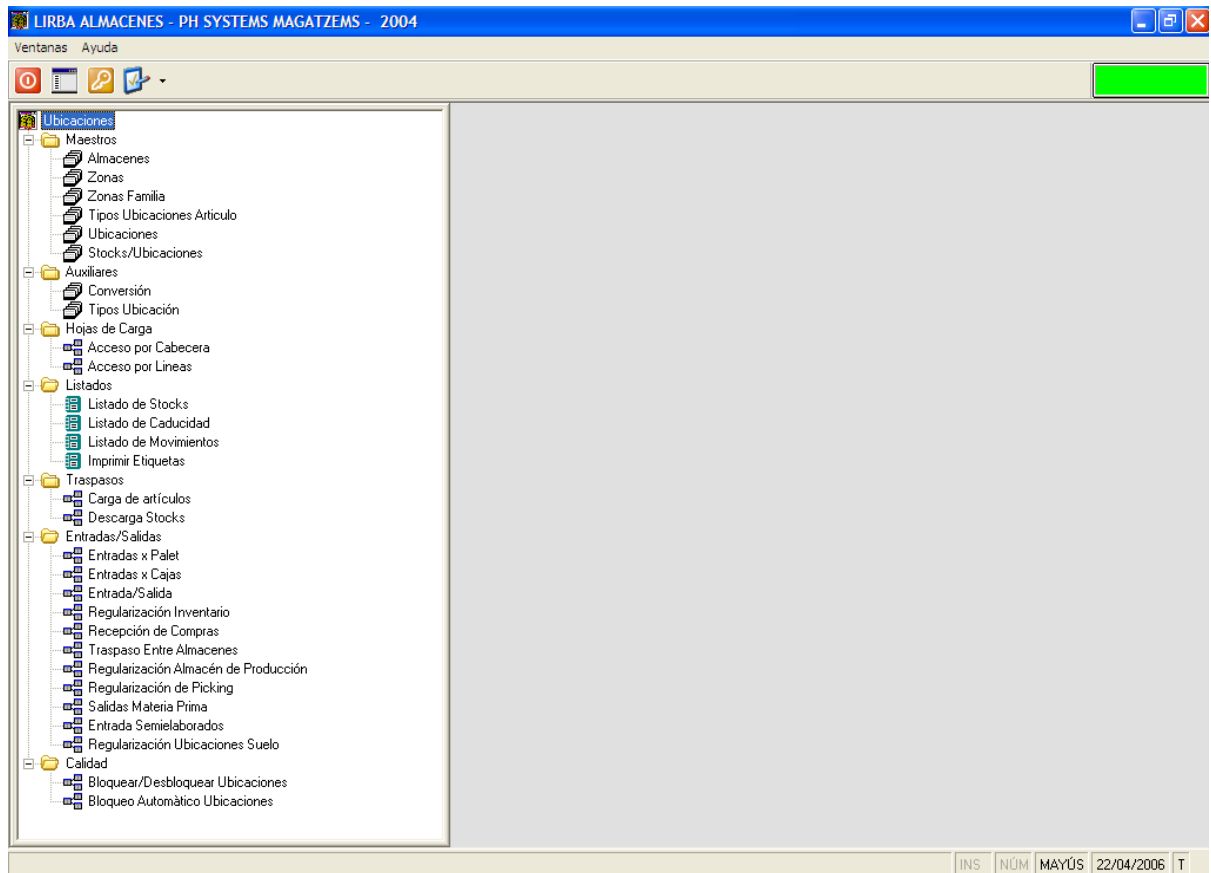 LIRBA ALMACENES - PH SYSTEMS MAGATZEMS - 2004
Ventanas Ayuda
Ubicaciones
Maestros
Almacenes
Zonas
Zonas Familia
Tipos Ubicaciones Articulo
Ubicaciones
Stocks/Ubicaciones
Auxiliares
Conversión
Tipos Ubicación
Hojas de Carga
Acceso por Cabecera
Acceso por Lineas
Listados
Listado de Stocks
Listado de Caducidad
Listado de Movimientos
Imprimir Etiquetas
Traspasos
Carga de artículos
Descarga Stocks
Entradas/Salidas
Entradas x Palet
Entradas x Cajas
Entrada/Salida
Regularización Inventario
Recepción de Compras
Traspaso Entre Almacenes
Regularización Almacén de Producción
Regularización de Picking
Salidas Materia Prima
Entrada Semielaborados
Regularización Ubicaciones Suelo
Calidad
Bloquear/Desbloquear Ubicaciones
Bloqueo Automàtico Ubicaciones
INS NÚM MAYÚS 22/04/2006 T